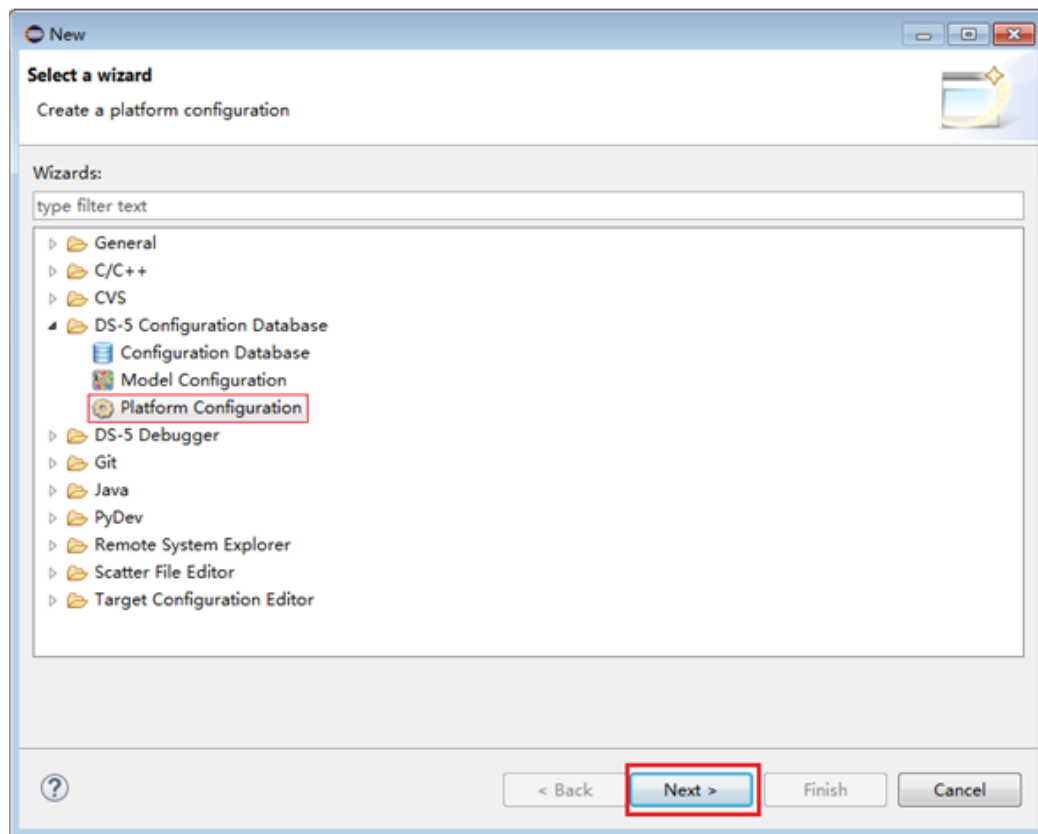 New
Select a wizard
Create a platform configuration
Wizards:
type filter text
General
C/C++
CVS
DS-5 Configuration Database
Configuration Database
Model Configuration
Platform Configuration
DS-5 Debugger
Git
Java
PyDev
Remote System Explorer
Scatter File Editor
Target Configuration Editor
? < Back Next > Finish Cancel